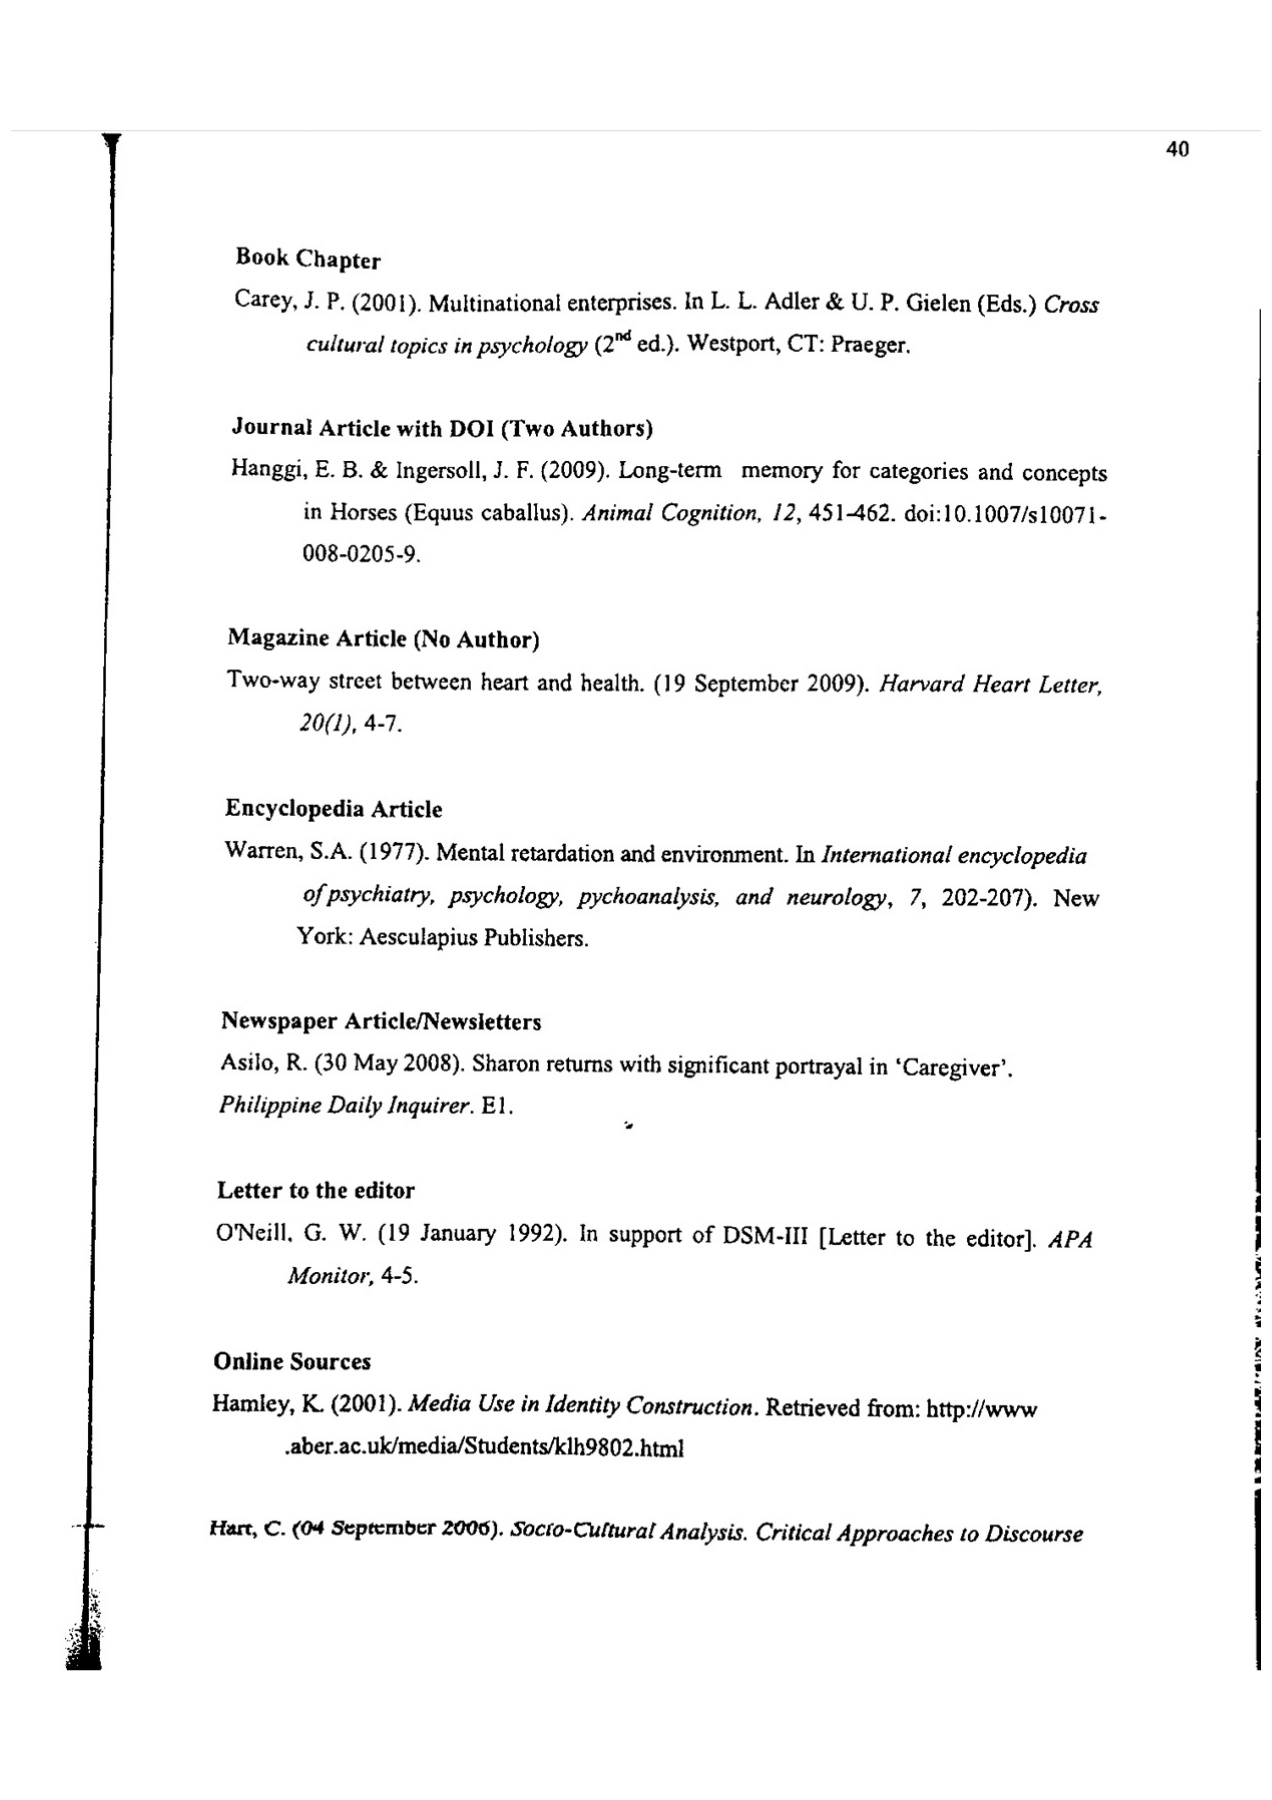 40
Book Chapter
Carey, J. P. (2001). Multinational enterprises. In L. L. Adler & U. P. Gielen (Eds.) Cross
cultural topics in psychology (2nd ed.). Westport, CT: Praeger.
Journal Article with DOI (Two Authors)
Hanggi, E. B. & Ingersoll, J. F. (2009). Long-term memory for categories and concepts
in Horses (Equus caballus). Animal Cognition, 12, 451-462. doi:10.1007/s10071-
008-0205-9.
Magazine Article (No Author)
Two-way street between heart and health. (19 September 2009). Harvard Heart Letter,
20(1), 4-7.
Encyclopedia Article
Warren, S.A. (1977). Mental retardation and environment. In International encyclopedia
of psychiatry, psychology, pychoanalysis, and neurology, 7, 202-207). New
York: Aesculapius Publishers.
Newspaper Article/Newsletters
Asilo, R. (30 May 2008). Sharon returns with significant portrayal in ‘Caregiver’.
Philippine Daily Inquirer. E1.
Letter to the editor
O'Neill, G. W. (19 January 1992). In support of DSM-III [Letter to the editor]. APA
Monitor, 4-5.
Online Sources
Hamley, K. (2001). Media Use in Identity Construction. Retrieved from: http://www
.aber.ac.uk/media/Students/klh9802.html
Hart, C. (04 September 2006). Socio-Cultural Analysis. Critical Approaches to Discourse